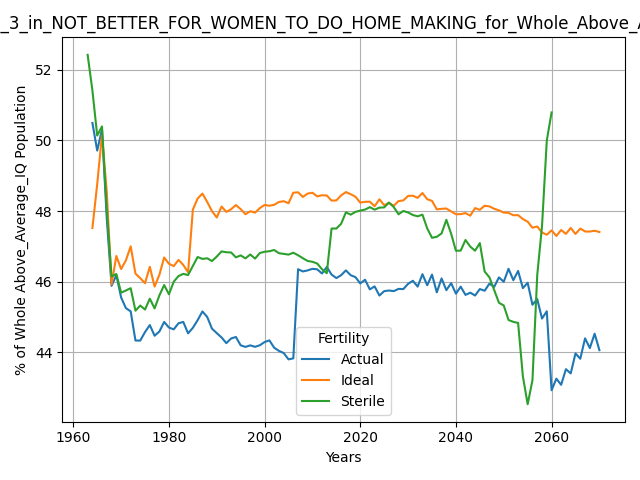 _3_in_NOT_BETTER_FOR_WOMEN_TO_DO_HOME_MAKING_for_Whole_Above_A
% of Whole Above_Average_IQ Population
52
50
48
46
44
1960
1980
2000
2020
2040
2060
Years
Fertility
Actual
Ideal
Sterile